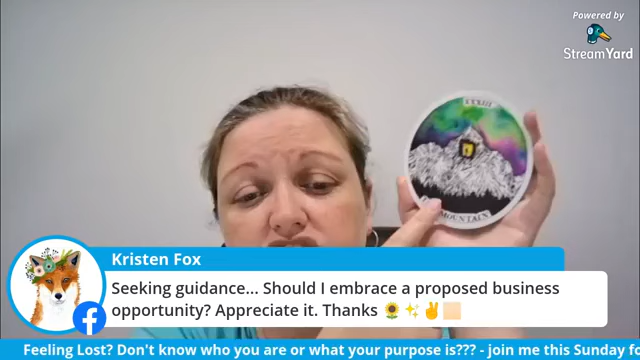 Powered by
StreamYard
MOUNTAIN
Kristen Fox
Seeking guidance... Should I embrace a proposed business
opportunity? Appreciate it. Thanks 🌻✨✌🏼
Feeling Lost? Don't know who you are or what your purpose is??? - join me this Sunday fo